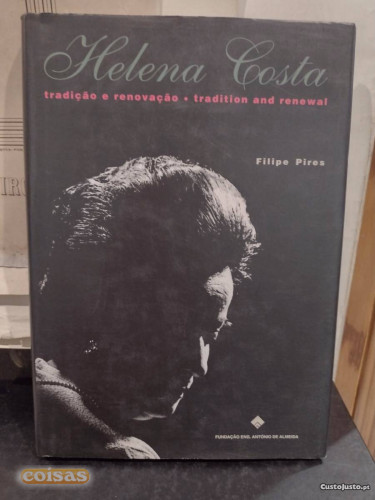 Helena Costa
tradição e renovação • tradition and renewal
Filipe Pires
FUNDAÇÃO ENG. ANTÓNIO DE ALMEIDA
coisas
CustoJusto.pt